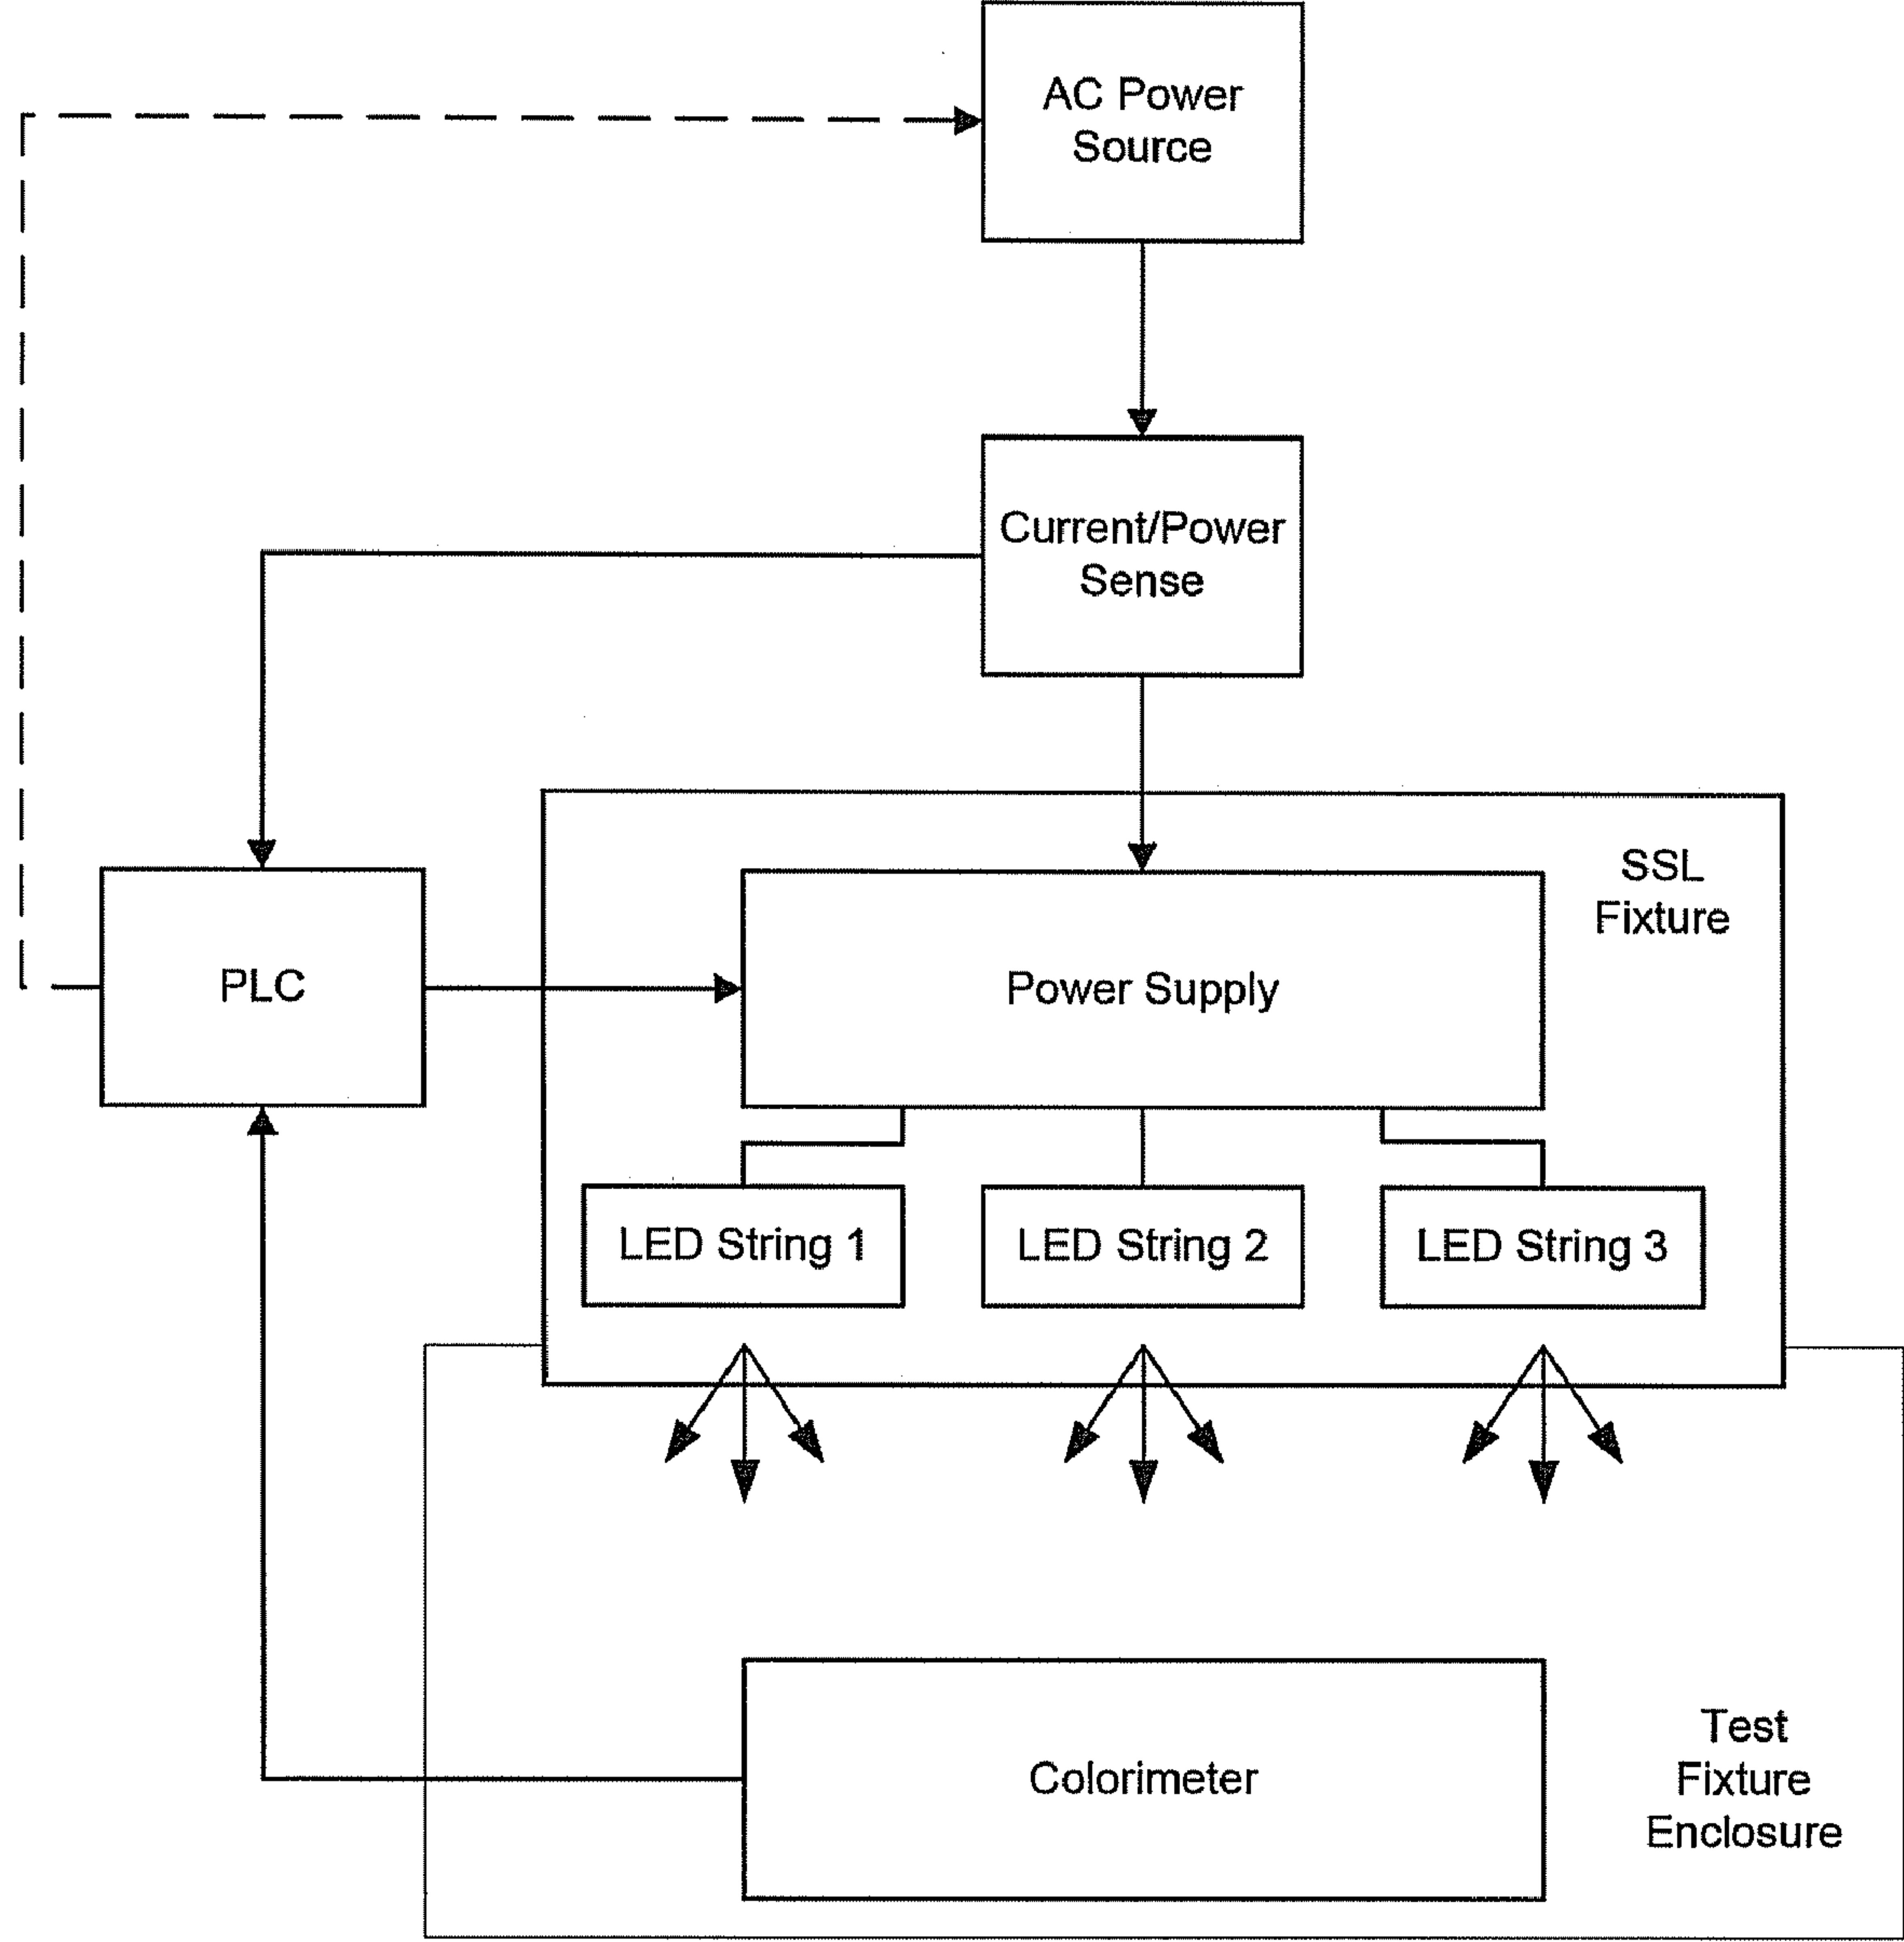 AC Power
Source
Current/Power
Sense
SSL
Fixture
PLC
Power Supply
LED String 1
LED String 2
LED String 3
Colorimeter
Test
Fixture
Enclosure